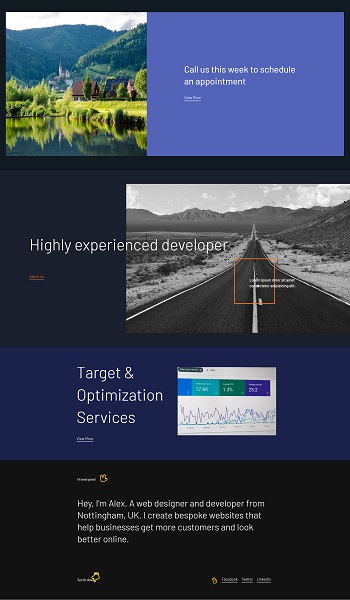 Call us this week to schedule
an appointment
View More
Highly experienced developer
About us
Lorem ipsum dolor sit amet
consectetur adipisicing elit.
Target &
Optimization
Services
17.6K
1.3%
25.2
View More
Hi everyone!
Hey, I'm Alex. A web designer and developer from
Nottingham, UK. I create bespoke websites that
help businesses get more customers and look
better online.
Scroll
Facebook Twitter LinkedIn